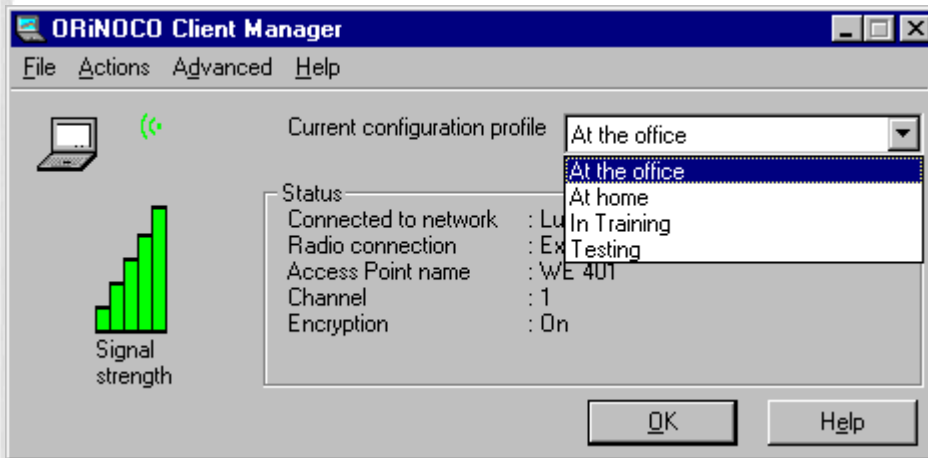 ORiNOCO Client Manager
File Actions Advanced Help
Current configuration profile At the office
At the office
At home
In Training
Testing
Status
Connected to network :
Radio connection :
Access Point name : WE 401
Channel : 1
Encryption : On
Signal
strength
OK Help